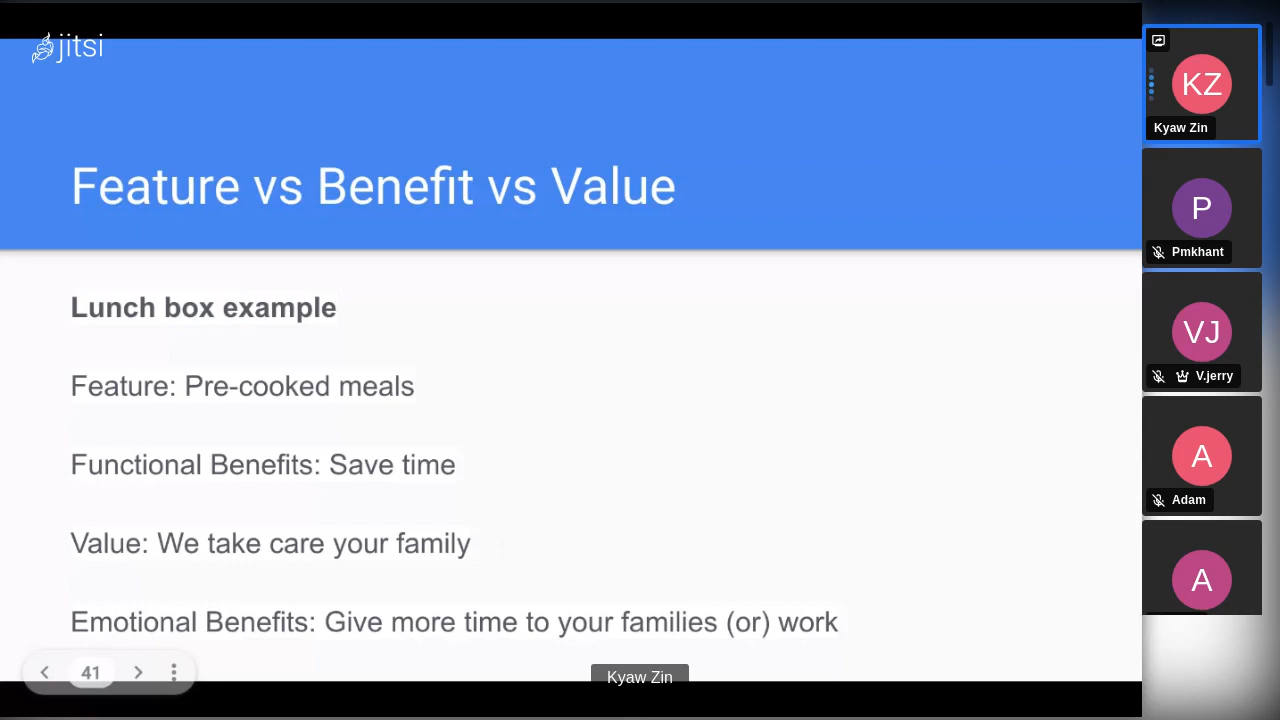 jitsi
Feature vs Benefit vs Value
Lunch box example
Feature: Pre-cooked meals
Functional Benefits: Save time
Value: We take care your family
Emotional Benefits: Give more time to your families (or) work
41
Kyaw Zin
KZ
Kyaw Zin
P
Pmkhant
VJ
V.jerry
A
Adam
A